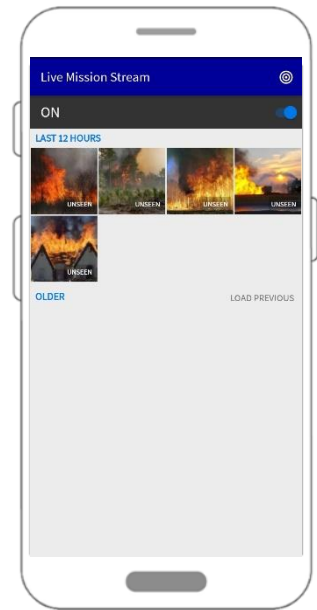 Live Mission Stream
ON
LAST 12 HOURS
UNSEEN UNSEEN UNSEEN UNSEEN
UNSEEN
OLDER LOAD PREVIOUS